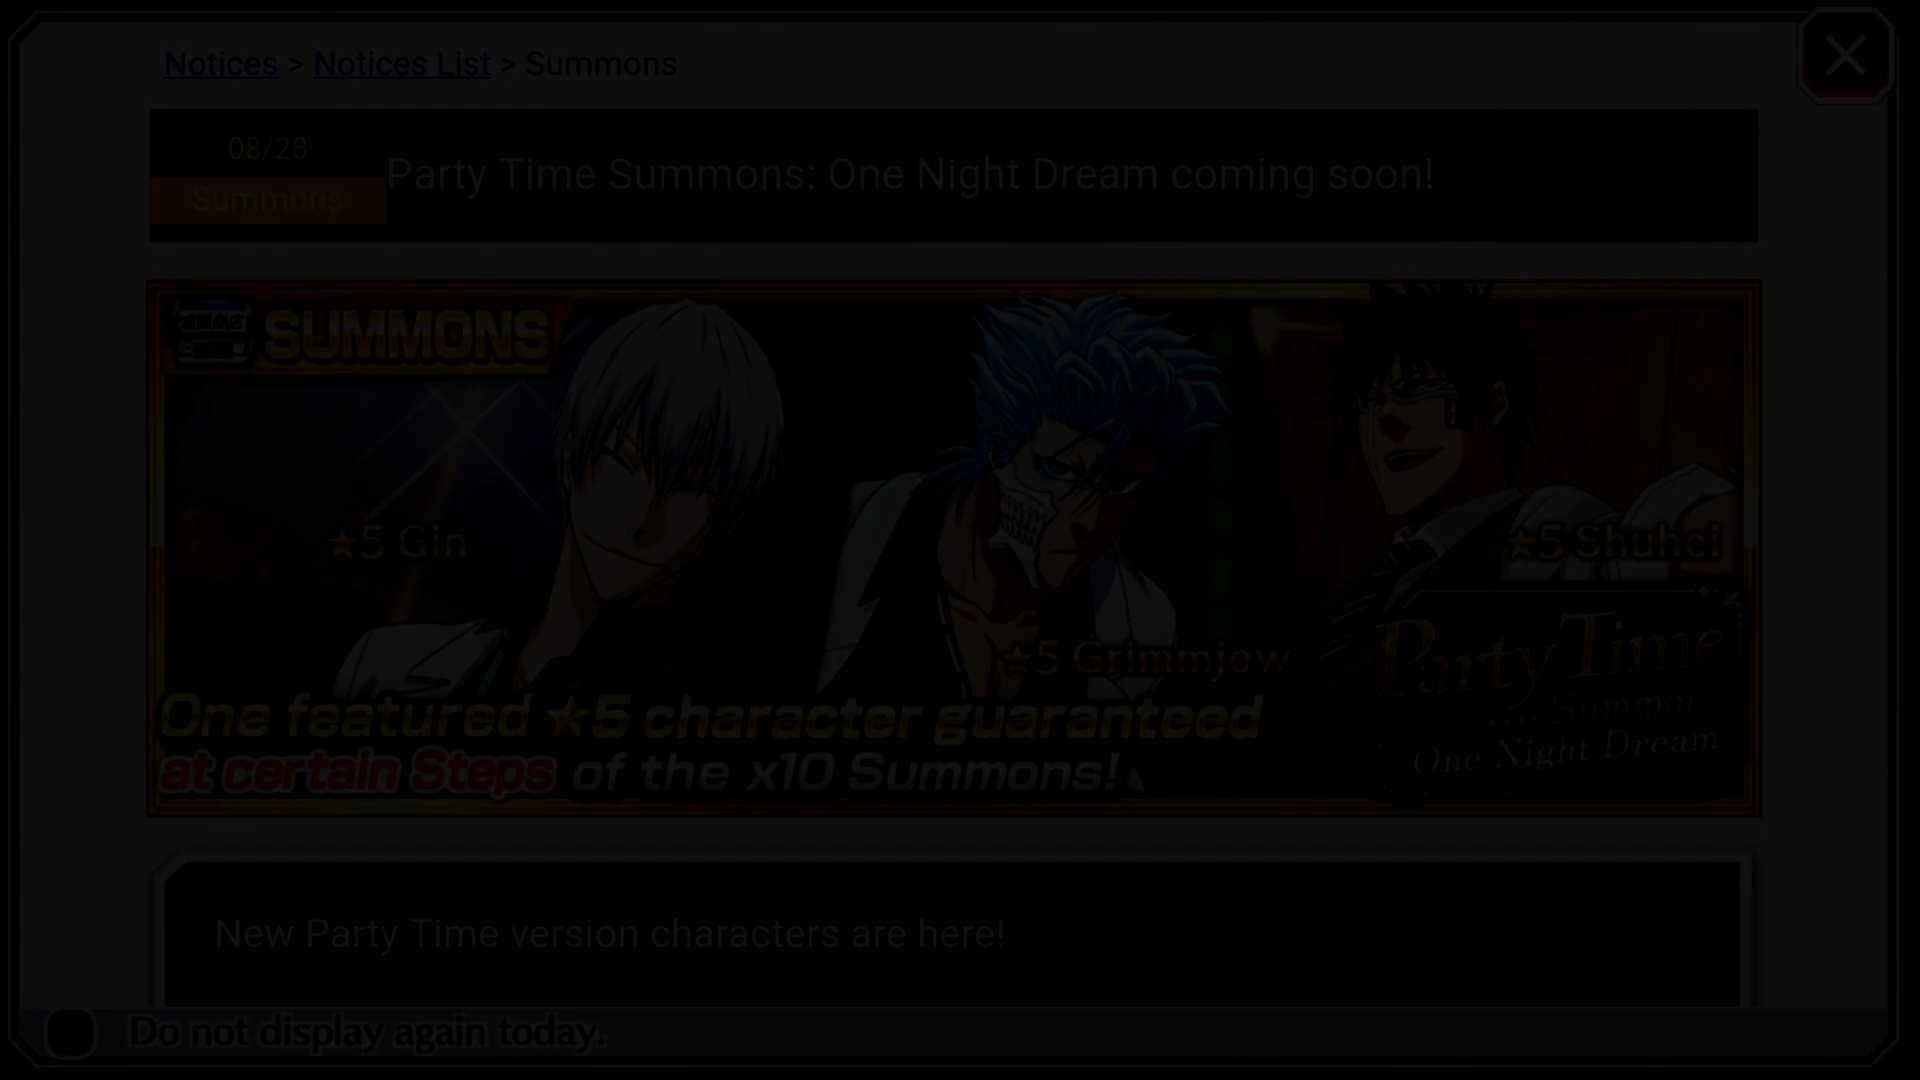 Notices > Notices List > Summons
08/28
Summons
Party Time Summons: One Night Dream coming soon!
SUMMONS
★5 Gin
★5 Grimmjow
★5 Shuhei
Party Time
Summons
One Night Dream
One featured ★5 character guaranteed
at certain Steps of the x10 Summons!
New Party Time version characters are here!
Do not display again today.